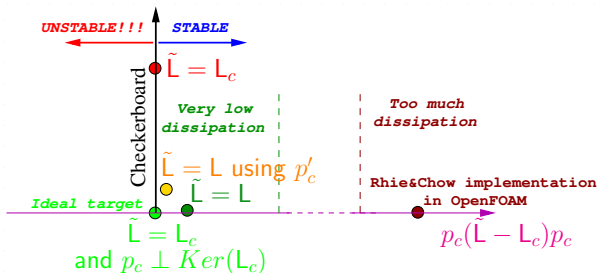 UNSTABLE!!! STABLE
L̃ = L_c
Checkerboard
Very low
dissipation
Too much
dissipation
L̃ = L using p′_c
L̃ = L
Rhie&Chow implementation
in OpenFOAM
Ideal target
L̃ = L_c
and p_c ⊥ Ker(L_c)
p_c(L̃ − L_c)p_c